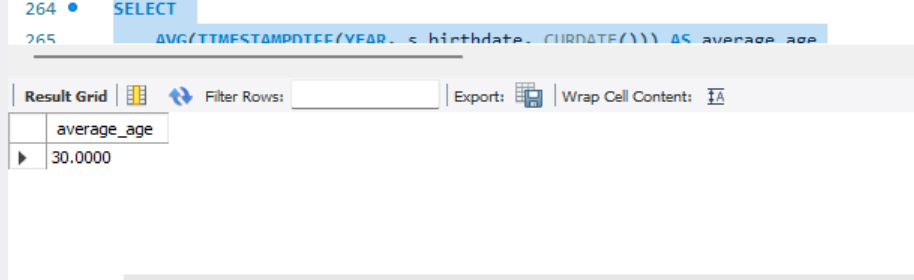 264 SELECT
265 AVG(TIMESTAMPDIFF(YEAR, s.birthdate, CURDATE())) AS average_age
Result Grid Filter Rows: Export: Wrap Cell Content:
average_age
30.0000